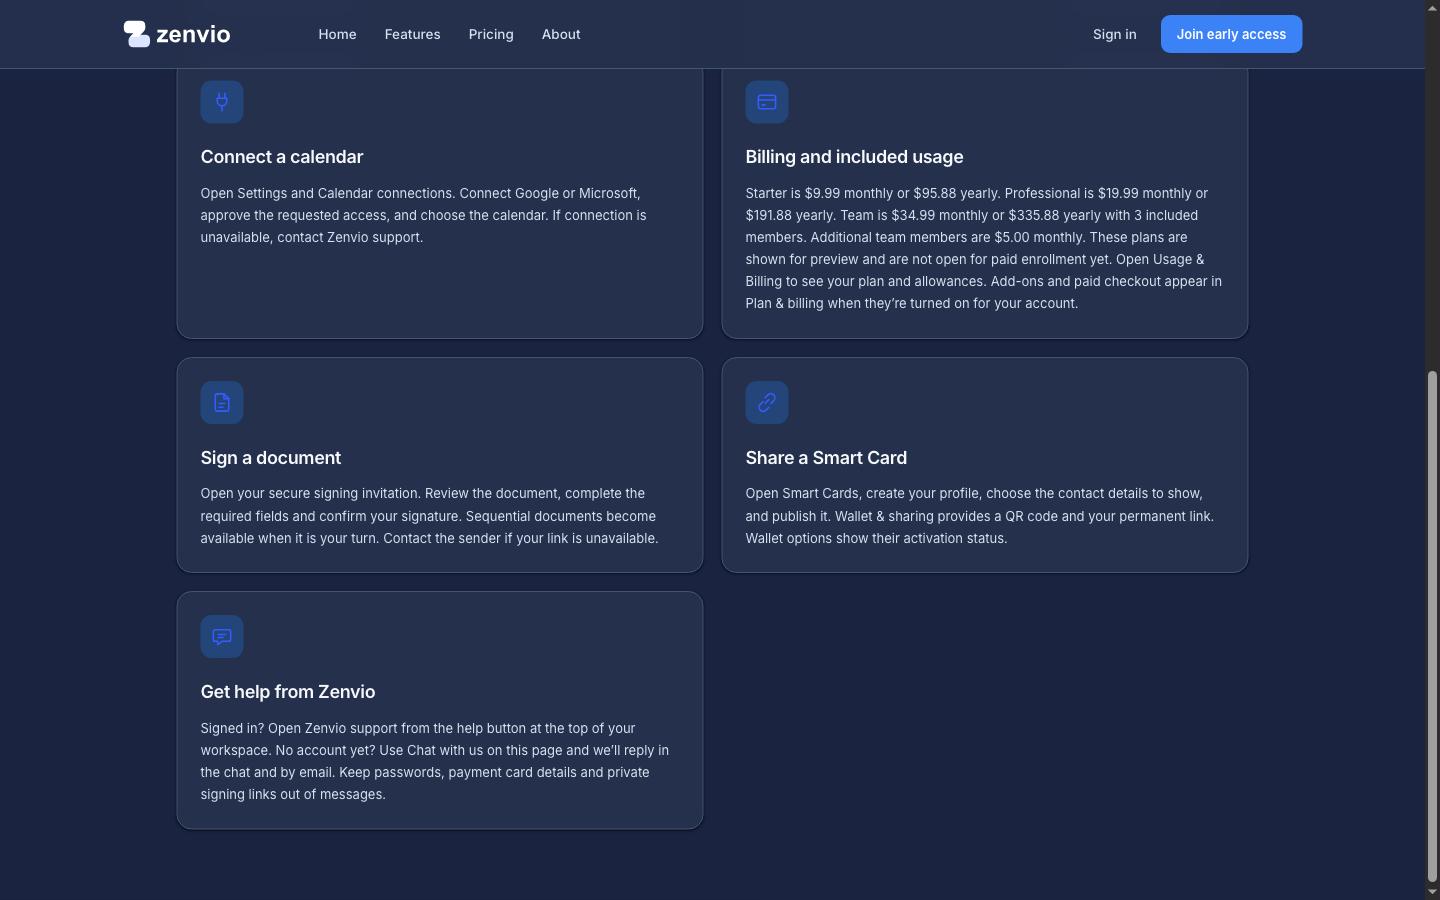 zenvio
Home
Features
Pricing
About
Sign in
Join early access
Connect a calendar
Open Settings and Calendar connections. Connect Google or Microsoft,
approve the requested access, and choose the calendar. If connection is
unavailable, contact Zenvio support.
Billing and included usage
Starter is $9.99 monthly or $95.88 yearly. Professional is $19.99 monthly or
$191.88 yearly. Team is $34.99 monthly or $335.88 yearly with 3 included
members. Additional team members are $5.00 monthly. These plans are
shown for preview and are not open for paid enrollment yet. Open Usage &
Billing to see your plan and allowances. Add-ons and paid checkout appear in
Plan & billing when they’re turned on for your account.
Sign a document
Open your secure signing invitation. Review the document, complete the
required fields and confirm your signature. Sequential documents become
available when it is your turn. Contact the sender if your link is unavailable.
Share a Smart Card
Open Smart Cards, create your profile, choose the contact details to show,
and publish it. Wallet & sharing provides a QR code and your permanent link.
Wallet options show their activation status.
Get help from Zenvio
Signed in? Open Zenvio support from the help button at the top of your
workspace. No account yet? Use Chat with us on this page and we’ll reply in
the chat and by email. Keep passwords, payment card details and private
signing links out of messages.